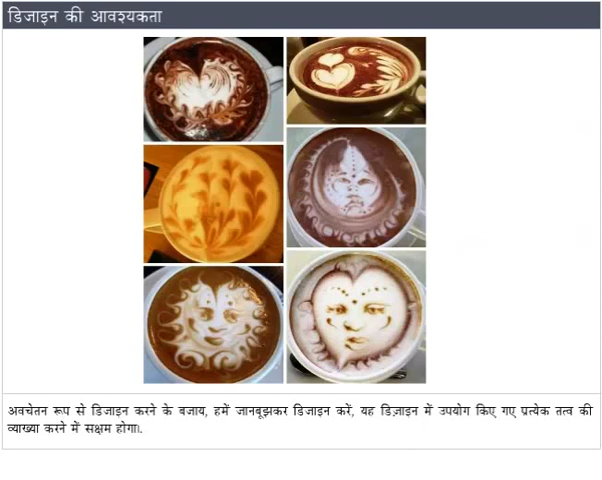 डिजाइन की आवश्यकता
अवचेतन रूप से डिजाइन करने के बजाय, हमें जानबूझकर डिजाइन करें, यह डिज़ाइन में उपयोग किए गए प्रत्येक तत्व की
व्याख्या करने में सक्षम होगा।.